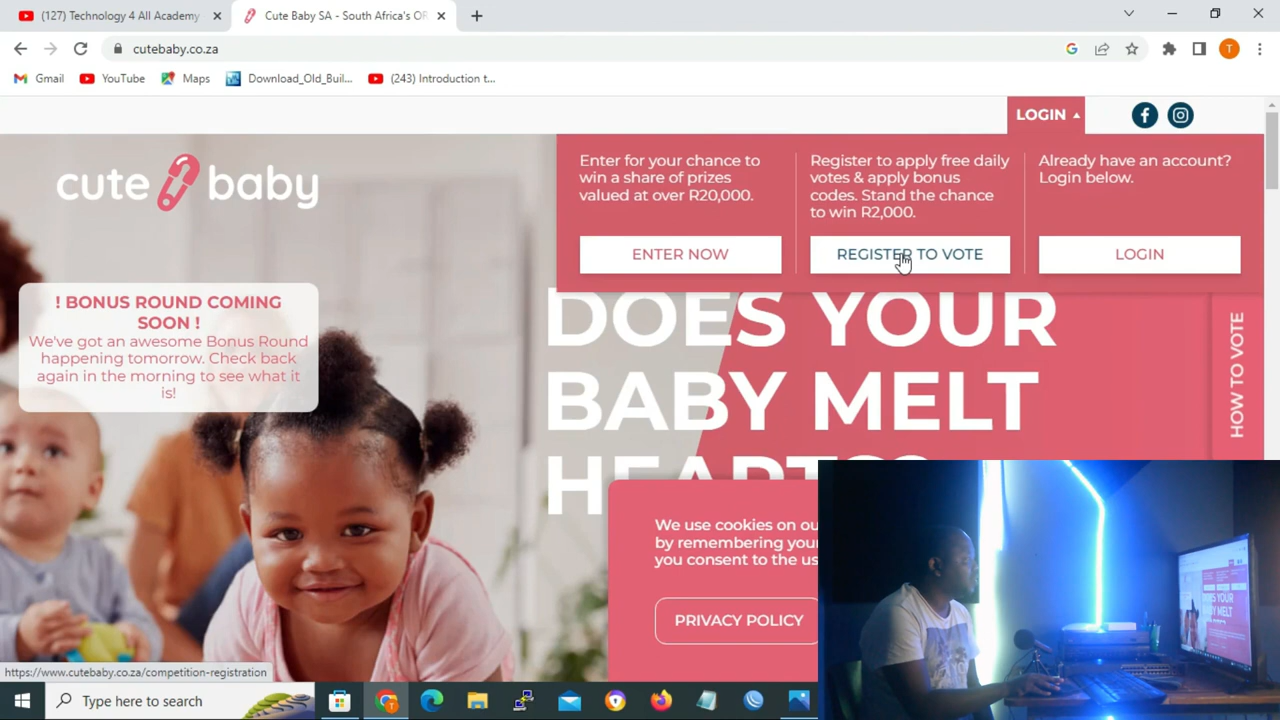 (127) Technology 4 All Academy
Cute Baby SA - South Africa's OR
cutebaby.co.za
T
Gmail
YouTube
Maps
Download_Old_Buil...
(243) Introduction t...
LOGIN
cute baby
Enter for your chance to
win a share of prizes
valued at over R20,000.
ENTER NOW
Register to apply free daily
votes & apply bonus
codes. Stand the chance
to win R2,000.
REGISTER TO VOTE
Already have an account?
Login below.
LOGIN
! BONUS ROUND COMING
SOON !
We've got an awesome Bonus Round
happening tomorrow. Check back
again in the morning to see what it
is!
DOES YOUR
BABY MELT
HOW TO VOTE
We use cookies on ou
by remembering your
you consent to the us
PRIVACY POLICY
https://www.cutebaby.co.za/competition-registration
Type here to search
DOES YOUR
BABY MELT